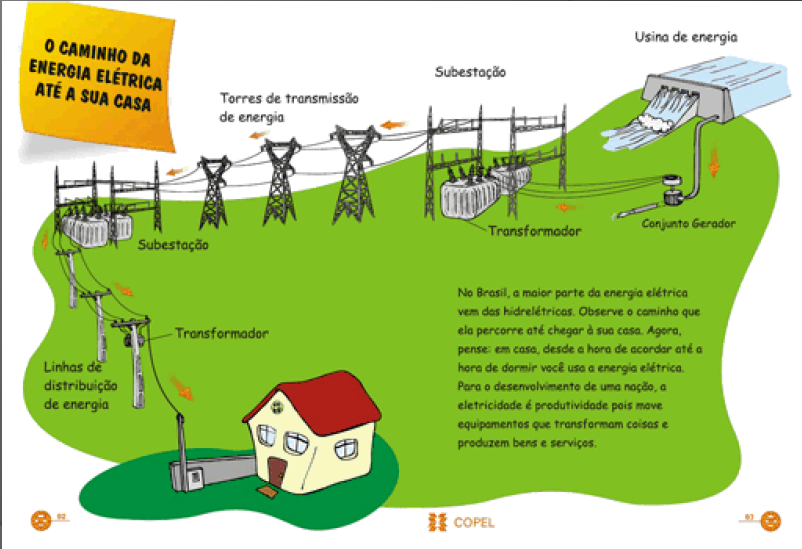 O CAMINHO DA
ENERGIA ELÉTRICA
ATÉ A SUA CASA
Usina de energia
Subestação
Torres de transmissão
de energia
Conjunto Gerador
Transformador
Subestação
Transformador
Linhas de
distribuição
de energia
No Brasil, a maior parte da energia elétrica
vem das hidrelétricas. Observe o caminho que
ela percorre até chegar à sua casa. Agora,
pense: em casa, desde a hora de acordar até a
hora de dormir você usa a energia elétrica.
Para o desenvolvimento de uma nação, a
eletricidade é produtividade pois move
equipamentos que transformam coisas e
produzem bens e serviços.
02
COPEL
03